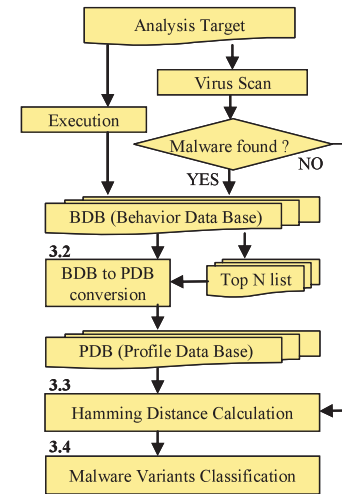 Analysis Target
Virus Scan
Execution
Malware found ?
NO
YES
BDB (Behavior Data Base)
3.2
BDB to PDB
conversion
Top N list
PDB (Profile Data Base)
3.3
Hamming Distance Calculation
3.4
Malware Variants Classification